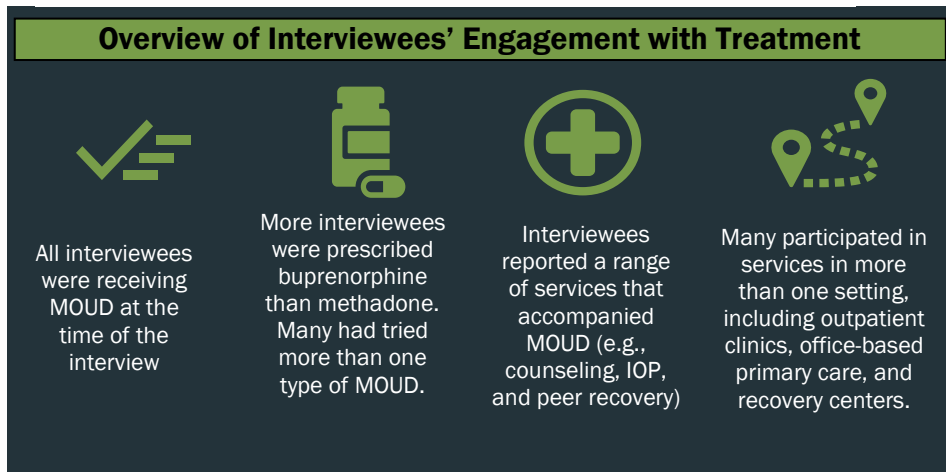 Overview of Interviewees’ Engagement with Treatment
All interviewees
were receiving
MOUD at the
time of the
interview
More interviewees
were prescribed
buprenorphine
than methadone.
Many had tried
more than one
type of MOUD.
Interviewees
reported a range
of services that
accompanied
MOUD (e.g.,
counseling, IOP,
and peer recovery)
Many participated in
services in more
than one setting,
including outpatient
clinics, office-based
primary care, and
recovery centers.